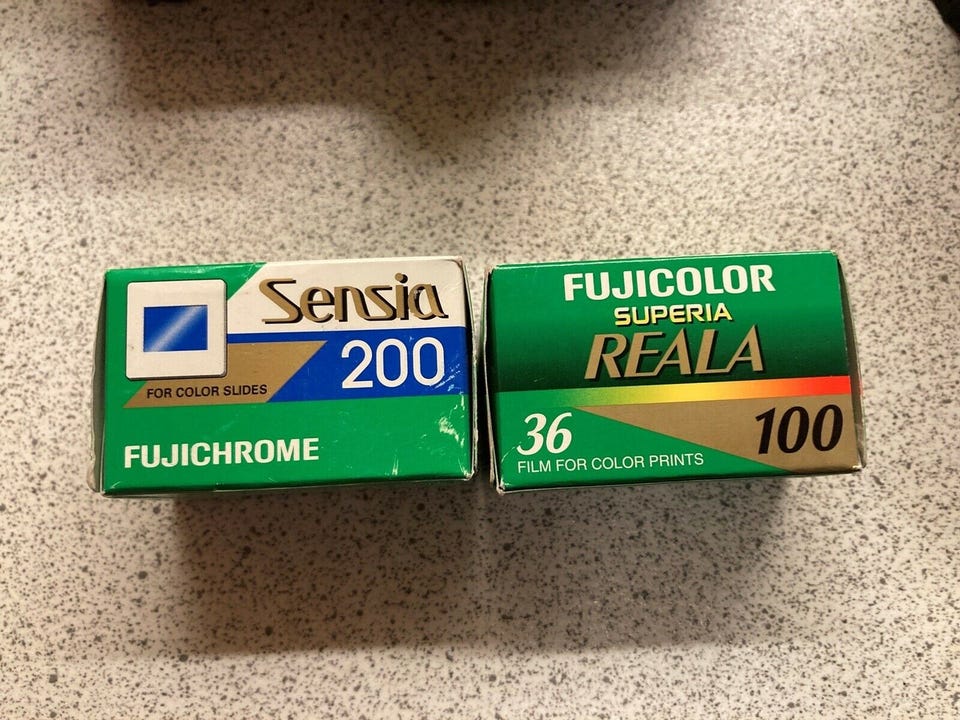 Sensia
200
FOR COLOR SLIDES
FUJICHROME
FUJICOLOR
SUPERIA
REALA
36
100
FILM FOR COLOR PRINTS